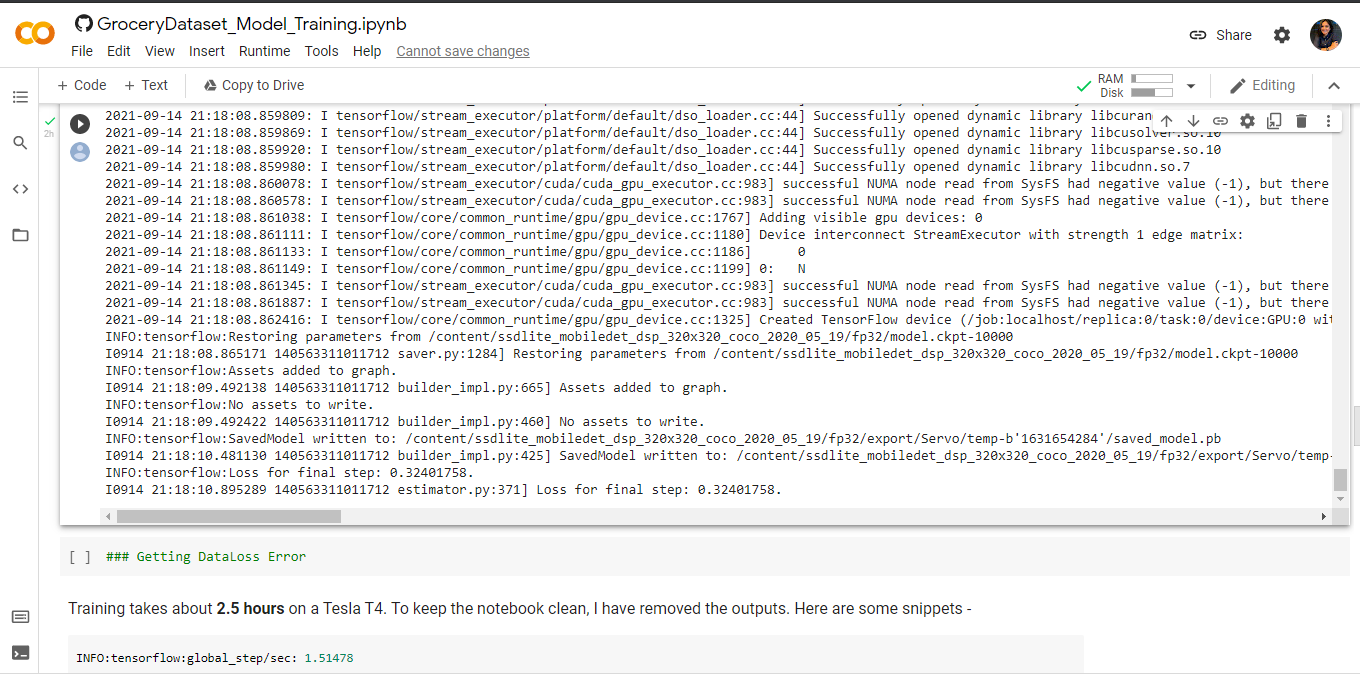 GroceryDataset_Model_Training.ipynb
File Edit View Insert Runtime Tools Help Cannot save changes
Share
+ Code + Text Copy to Drive
RAM
Disk
Editing
2h
2021-09-14 21:18:08.859809: I tensorflow/stream_executor/platform/default/dso_loader.cc:44] Successfully opened dynamic library libcuran
2021-09-14 21:18:08.859869: I tensorflow/stream_executor/platform/default/dso_loader.cc:44] Successfully opened dynamic library libcusolver.so.10
2021-09-14 21:18:08.859920: I tensorflow/stream_executor/platform/default/dso_loader.cc:44] Successfully opened dynamic library libcusparse.so.10
2021-09-14 21:18:08.859980: I tensorflow/stream_executor/platform/default/dso_loader.cc:44] Successfully opened dynamic library libcudnn.so.7
2021-09-14 21:18:08.860078: I tensorflow/stream_executor/cuda/cuda_gpu_executor.cc:983] successful NUMA node read from SysFS had negative value (-1), but there
2021-09-14 21:18:08.860578: I tensorflow/stream_executor/cuda/cuda_gpu_executor.cc:983] successful NUMA node read from SysFS had negative value (-1), but there
2021-09-14 21:18:08.861038: I tensorflow/core/common_runtime/gpu/gpu_device.cc:1767] Adding visible gpu devices: 0
2021-09-14 21:18:08.861111: I tensorflow/core/common_runtime/gpu/gpu_device.cc:1180] Device interconnect StreamExecutor with strength 1 edge matrix:
2021-09-14 21:18:08.861133: I tensorflow/core/common_runtime/gpu/gpu_device.cc:1186]      0
2021-09-14 21:18:08.861149: I tensorflow/core/common_runtime/gpu/gpu_device.cc:1199] 0:   N
2021-09-14 21:18:08.861345: I tensorflow/stream_executor/cuda/cuda_gpu_executor.cc:983] successful NUMA node read from SysFS had negative value (-1), but there
2021-09-14 21:18:08.861887: I tensorflow/stream_executor/cuda/cuda_gpu_executor.cc:983] successful NUMA node read from SysFS had negative value (-1), but there
2021-09-14 21:18:08.862416: I tensorflow/core/common_runtime/gpu/gpu_device.cc:1325] Created TensorFlow device (/job:localhost/replica:0/task:0/device:GPU:0 wit
INFO:tensorflow:Restoring parameters from /content/ssdlite_mobiledet_dsp_320x320_coco_2020_05_19/fp32/model.ckpt-10000
I0914 21:18:08.865171 140563311011712 saver.py:1284] Restoring parameters from /content/ssdlite_mobiledet_dsp_320x320_coco_2020_05_19/fp32/model.ckpt-10000
INFO:tensorflow:Assets added to graph.
I0914 21:18:09.492138 140563311011712 builder_impl.py:665] Assets added to graph.
INFO:tensorflow:No assets to write.
I0914 21:18:09.492422 140563311011712 builder_impl.py:460] No assets to write.
INFO:tensorflow:SavedModel written to: /content/ssdlite_mobiledet_dsp_320x320_coco_2020_05_19/fp32/export/Servo/temp-b'1631654284'/saved_model.pb
I0914 21:18:10.481130 140563311011712 builder_impl.py:425] SavedModel written to: /content/ssdlite_mobiledet_dsp_320x320_coco_2020_05_19/fp32/export/Servo/temp-
INFO:tensorflow:Loss for final step: 0.32401758.
I0914 21:18:10.895289 140563311011712 estimator.py:371] Loss for final step: 0.32401758.
[ ] ### Getting DataLoss Error
Training takes about 2.5 hours on a Tesla T4. To keep the notebook clean, I have removed the outputs. Here are some snippets -
INFO:tensorflow:global_step/sec: 1.51478